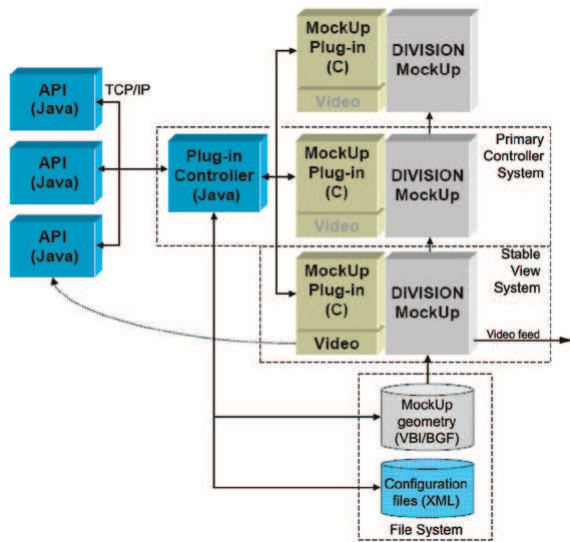 MockUp
Plug-in
(C)
Video
DIVISION
MockUp
API
(Java)
TCP/IP
API
(Java)
API
(Java)
Plug-in
Controller
(Java)
MockUp
Plug-in
(C)
Video
DIVISION
MockUp
Primary
Controller
System
MockUp
Plug-in
(C)
Video
DIVISION
MockUp
Stable
View
System
Video feed
MockUp
geometry
(VBI/BGF)
Configuration
files (XML)
File System